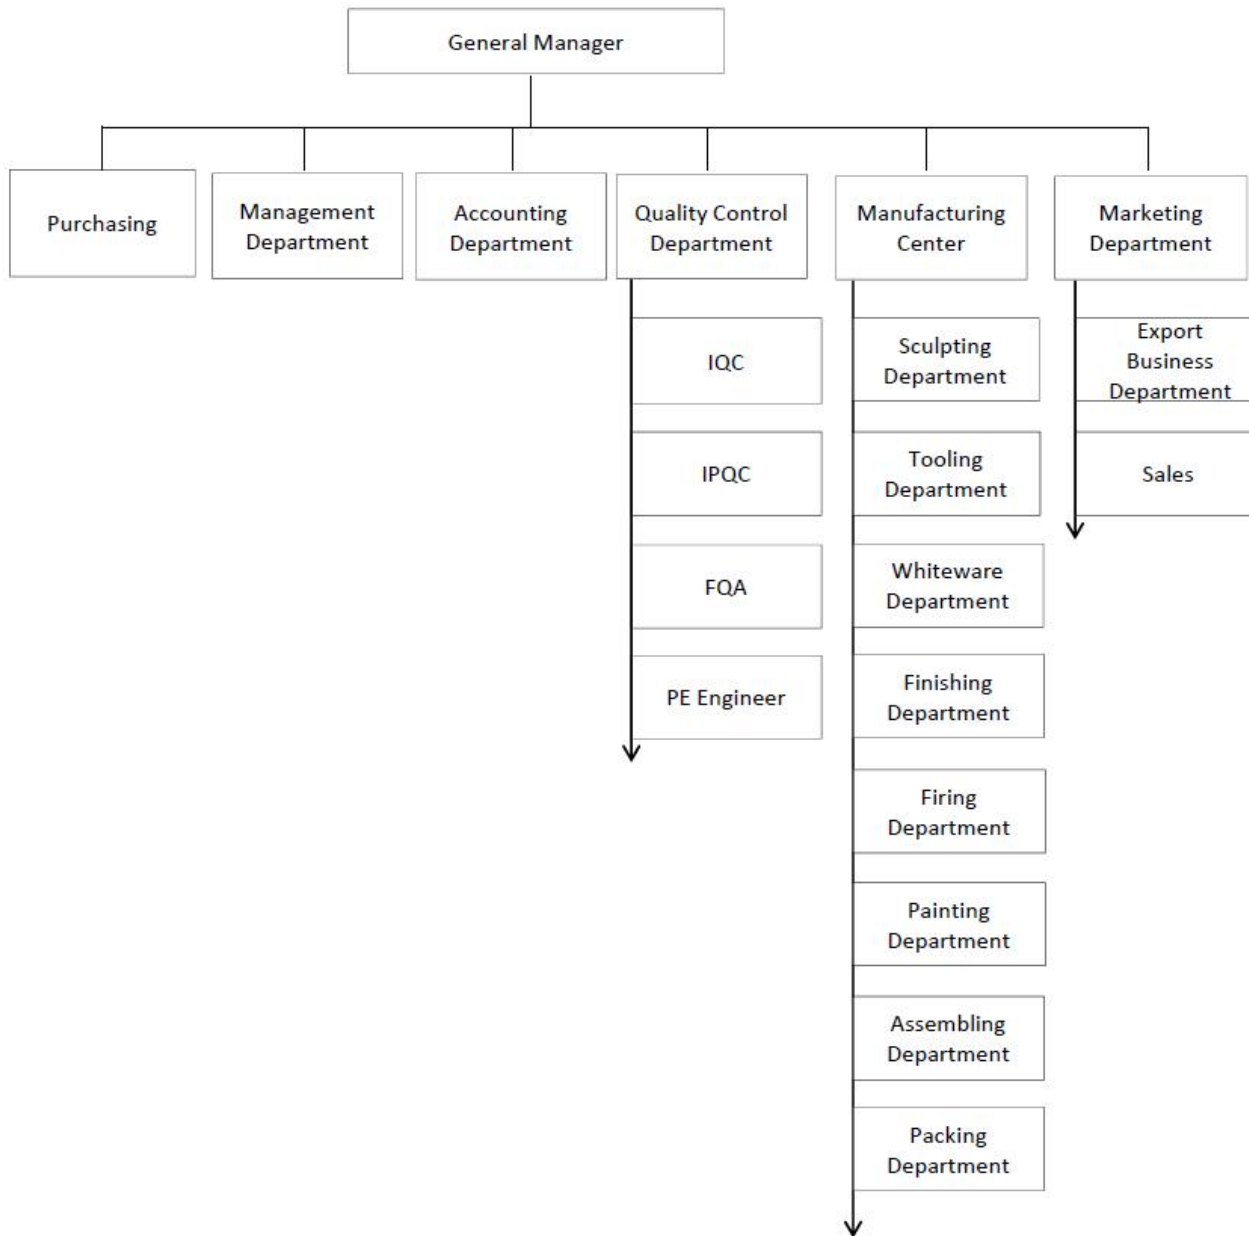 General Manager
Purchasing
Management
Department
Accounting
Department
Quality Control
Department
Manufacturing
Center
Marketing
Department
IQC
IPQC
FQA
PE Engineer
Sculpting
Department
Tooling
Department
Whiteware
Department
Finishing
Department
Firing
Department
Painting
Department
Assembling
Department
Packing
Department
Export
Business
Department
Sales